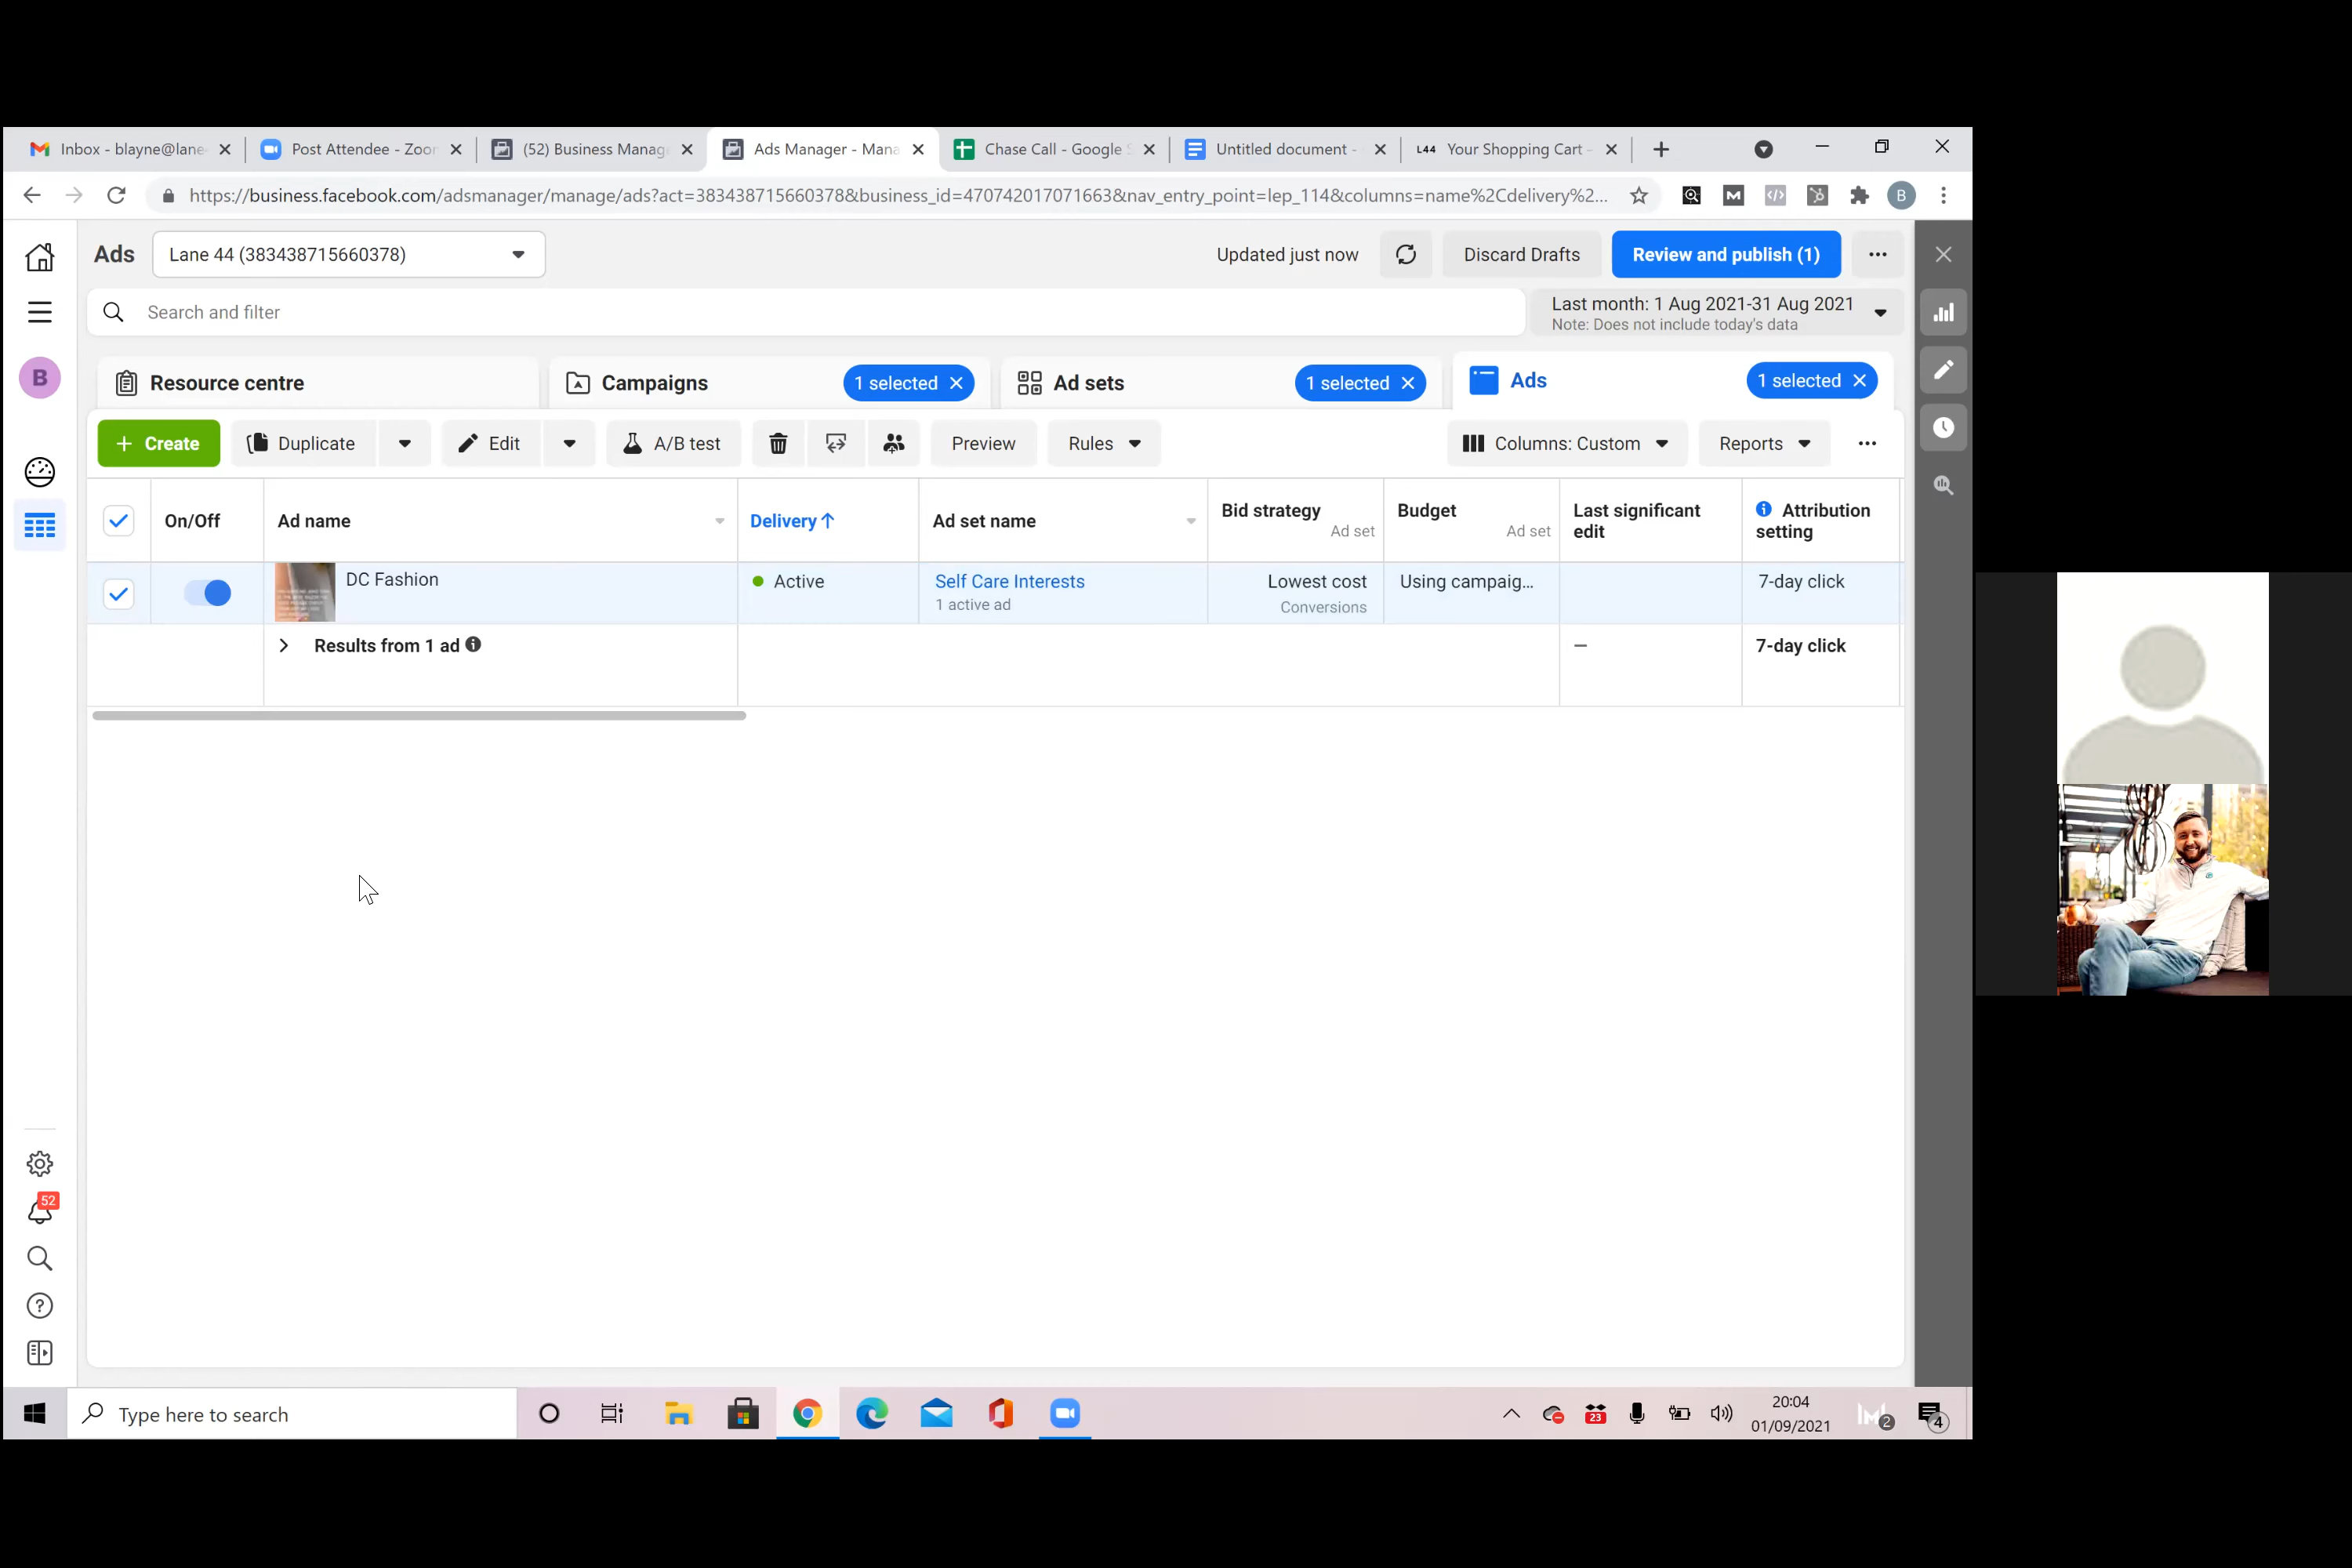 Inbox - blayne@lane-
Post Attendee - Zoor
(52) Business Manag
Ads Manager - Mana
Chase Call - Google S
Untitled document -
L44 Your Shopping Cart -
https://business.facebook.com/adsmanager/manage/ads?act=383438715660378&business_id=4707420170716663&nav_entry_point=lep_114&columns=name%2Cdelivery%2...
B
Ads
Lane 44 (383438715660378)
Updated just now
Discard Drafts
Review and publish (1)
Search and filter
Last month: 1 Aug 2021-31 Aug 2021
Note: Does not include today's data
B
Resource centre
Campaigns
1 selected
Ad sets
1 selected
Ads
1 selected
+ Create
Duplicate
Edit
A/B test
Preview
Rules
Columns: Custom
Reports
On/Off
Ad name
Delivery↑
Ad set name
Bid strategy
Ad set
Budget
Ad set
Last significant
edit
Attribution
setting
DC Fashion
Active
Self Care Interests
1 active ad
Lowest cost
Conversions
Using campaig...
7-day click
Results from 1 ad
—
7-day click
52
Type here to search
23
20:04
01/09/2021
2
4